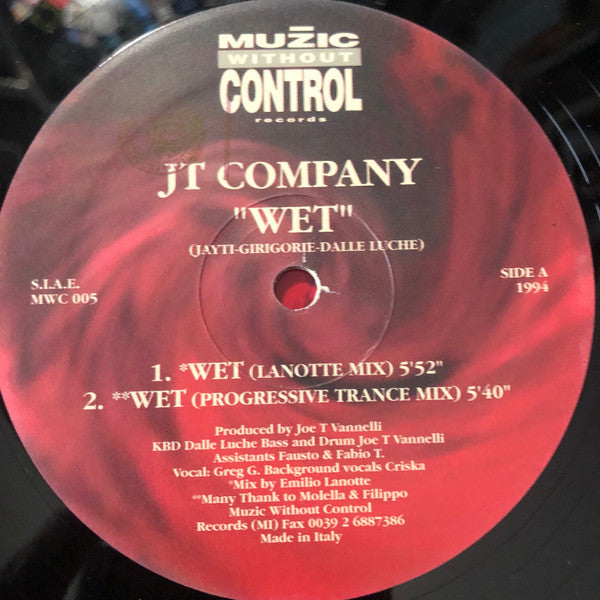 MUZIC
WITHOUT
CONTROL
records
JT COMPANY
"WET"
(JAYTI-GIRIGORIE-DALLE LUCHE)
S.I.A.E.
MWC 005
SIDE A
1994
1. *WET (LANOTTE MIX) 5'52"
2. **WET (PROGRESSIVE TRANCE MIX) 5'40"
Produced by Joe T Vannelli
KBD Dalle Luche Bass and Drum Joe T Vannelli
Assistants Fausto & Fabio T.
Vocal: Greg G. Background vocals Criska
*Mix by Emilio Lanotte
**Many Thank to Molella & Filippo
Muzic Without Control
Records (MI) Fax 0039 2 6887386
Made in Italy